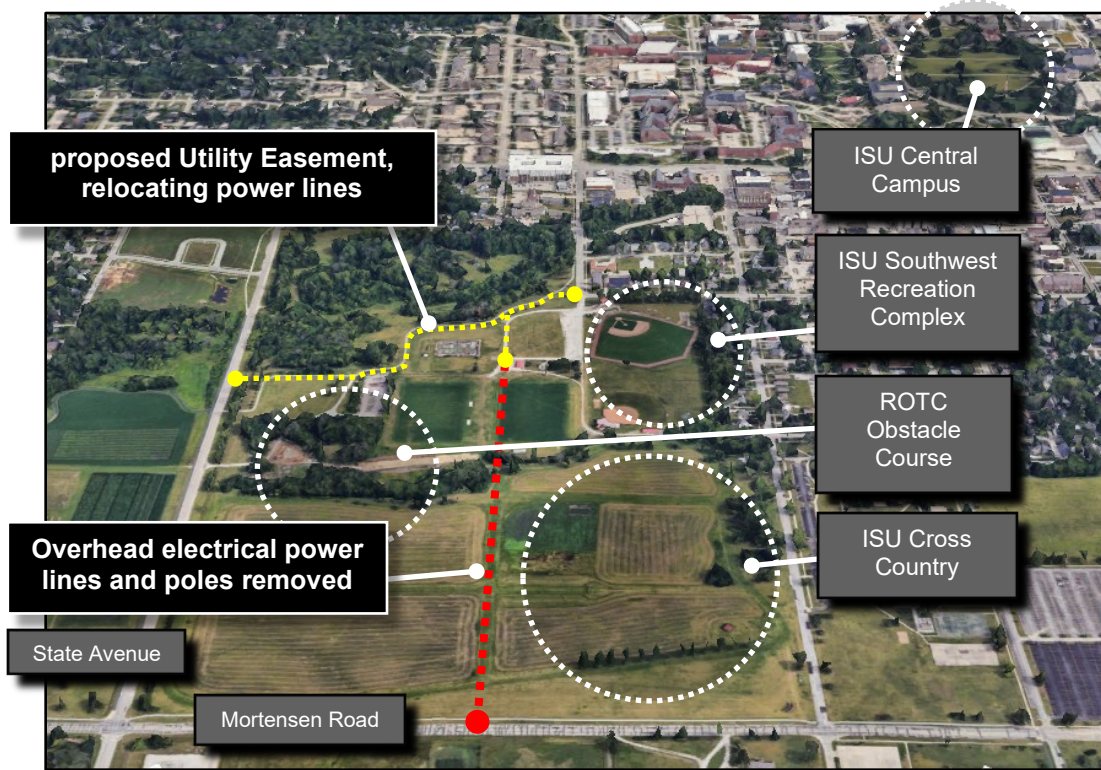 proposed Utility Easement,
relocating power lines
ISU Central
Campus
ISU Southwest
Recreation
Complex
ROTC
Obstacle
Course
Overhead electrical power
lines and poles removed
ISU Cross
Country
State Avenue
Mortensen Road